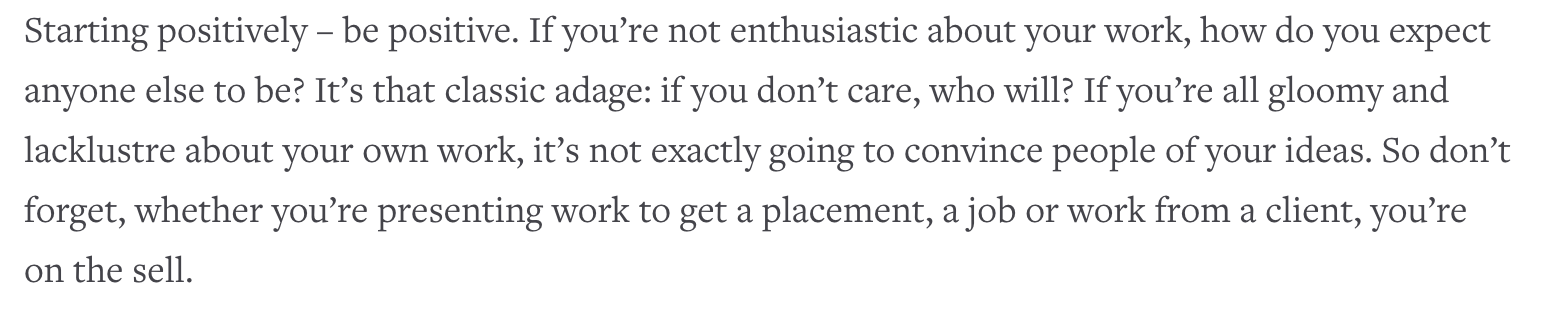 Starting positively – be positive. If you’re not enthusiastic about your work, how do you expect
anyone else to be? It’s that classic adage: if you don’t care, who will? If you’re all gloomy and
lacklustre about your own work, it’s not exactly going to convince people of your ideas. So don’t
forget, whether you’re presenting work to get a placement, a job or work from a client, you’re
on the sell.